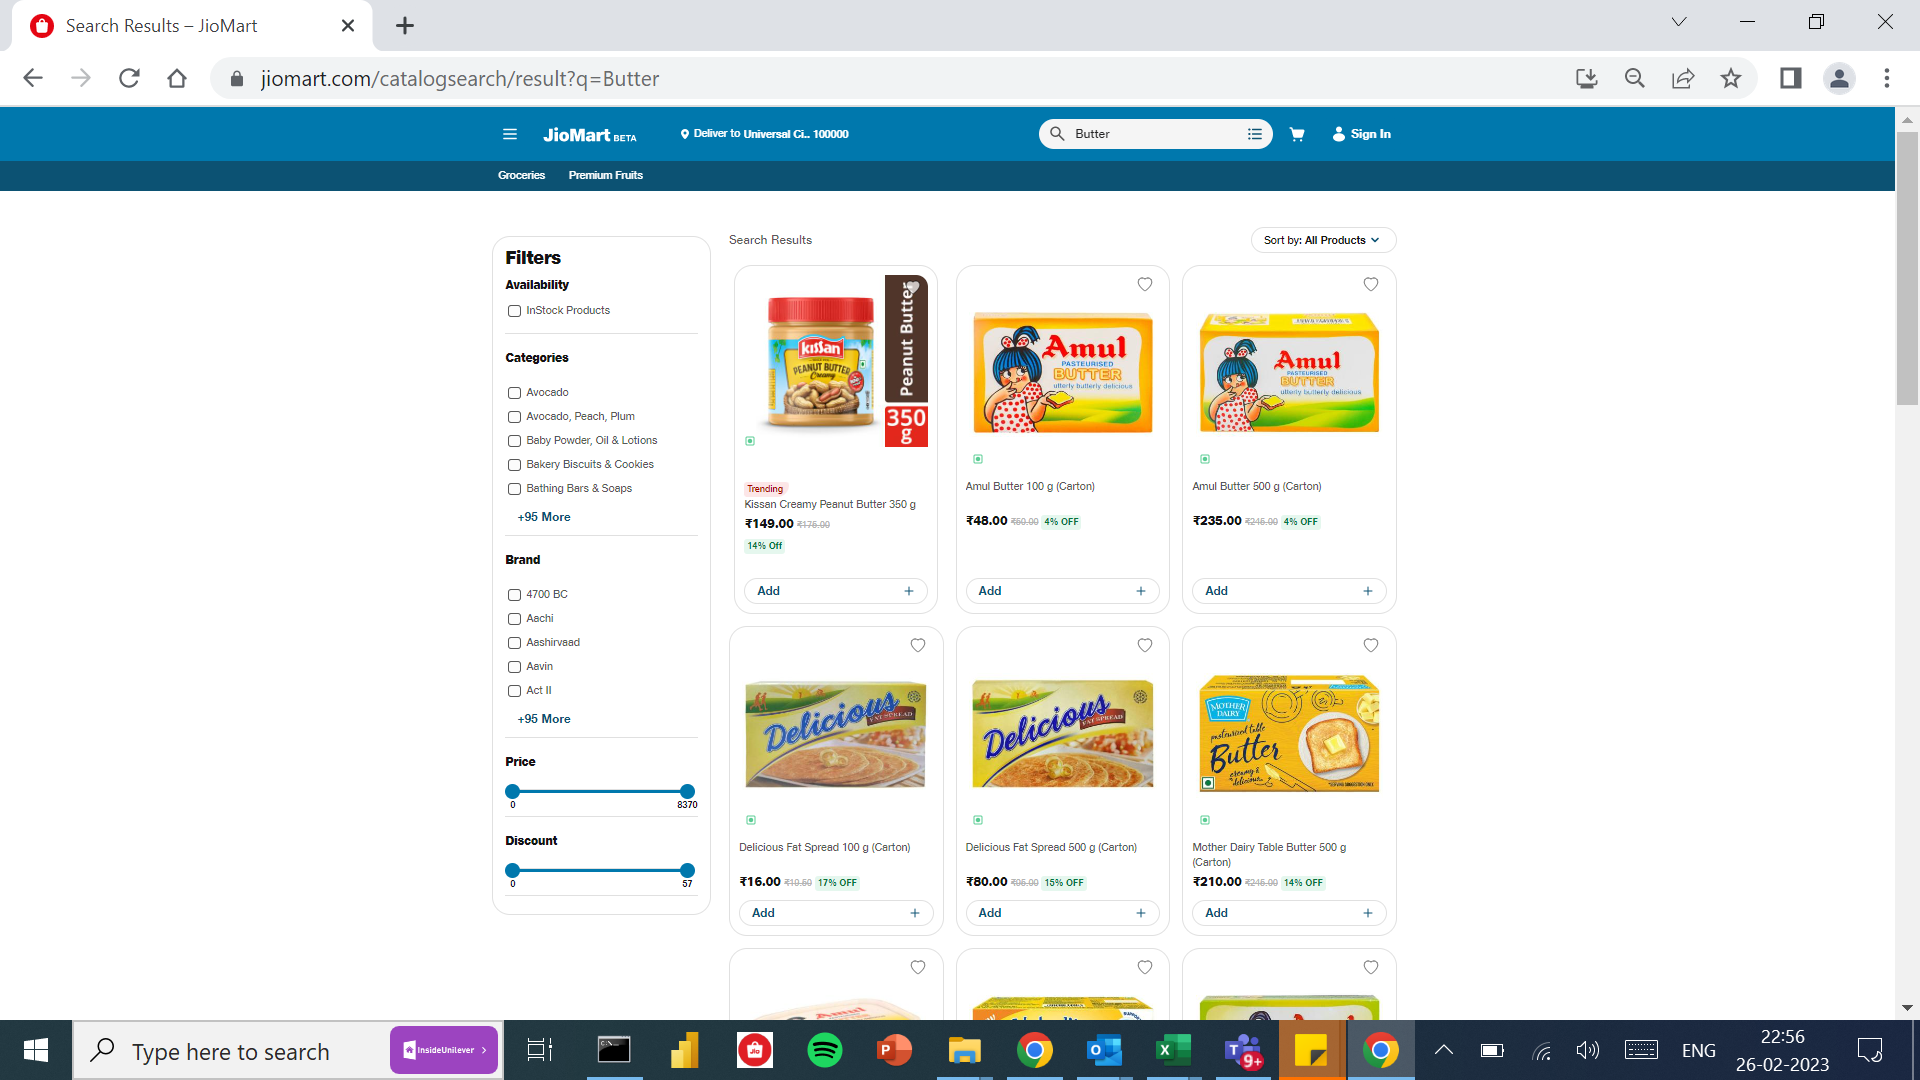 Search Results – JioMart
jiomart.com/catalogsearch/result?q=Butter
JioMart BETA
Deliver to Universal Ci.. 100000
Butter
Sign In
Groceries
Premium Fruits
Filters
Availability
InStock Products
Categories
Avocado
Avocado, Peach, Plum
Baby Powder, Oil & Lotions
Bakery Biscuits & Cookies
Bathing Bars & Soaps
+95 More
Brand
4700 BC
Aachi
Aashirvaad
Aavin
Act II
+95 More
Price
0
8370
Discount
0
57
Search Results
Sort by: All Products
Kissan
PEANUT BUTTER
Creamy
Peanut Butter
350
g
Trending
Kissan Creamy Peanut Butter 350 g
₹149.00 ₹175.00
14% Off
Add +
Amul
PASTEURISED
BUTTER
utterly butterly delicious
Amul Butter 100 g (Carton)
₹48.00 ₹50.00 4% OFF
Add +
Amul
PASTEURISED
BUTTER
utterly butterly delicious
Amul Butter 500 g (Carton)
₹235.00 ₹245.00 4% OFF
Add +
Delicious
FAT SPREAD
Delicious Fat Spread 100 g (Carton)
₹16.00 ₹19.50 17% OFF
Add +
Delicious
FAT SPREAD
Delicious Fat Spread 500 g (Carton)
₹80.00 ₹95.00 15% OFF
Add +
MOTHER
DAIRY
pasteurised table
Butter
creamy &
delicious
Mother Dairy Table Butter 500 g
(Carton)
₹210.00 ₹245.00 14% OFF
Add +
Amul
Type here to search
InsideUnilever
9+
ENG
22:56
26-02-2023